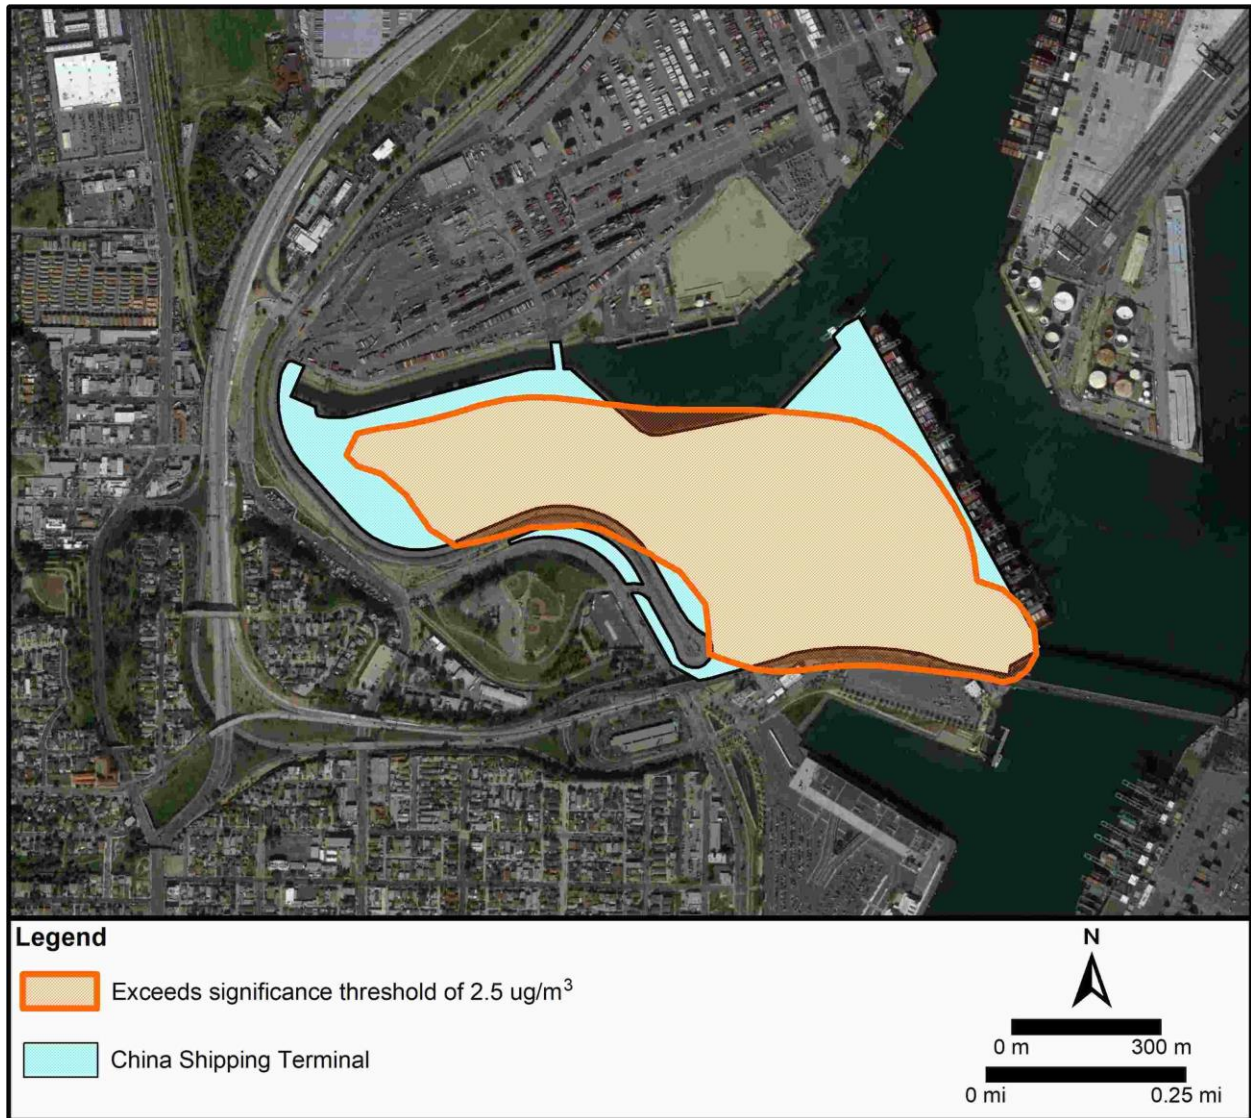 Legend
Exceeds significance threshold of 2.5 ug/m³
China Shipping Terminal
N
0 m 300 m
0 mi 0.25 mi